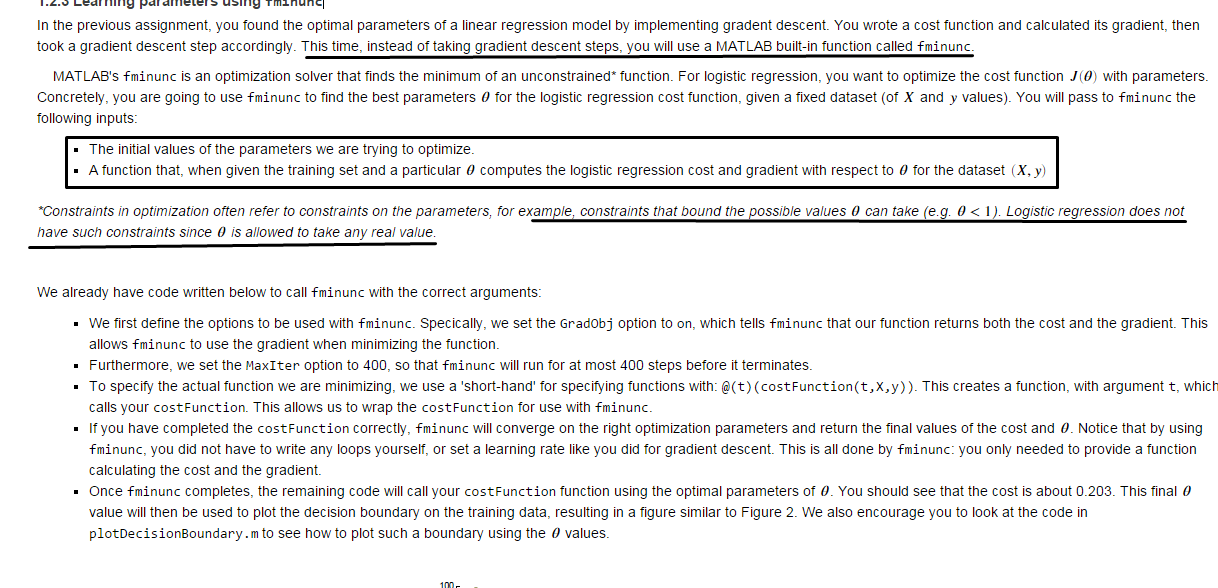 1.2.3 Learning parameters using fminunc
In the previous assignment, you found the optimal parameters of a linear regression model by implementing gradent descent. You wrote a cost function and calculated its gradient, then
took a gradient descent step accordingly. This time, instead of taking gradient descent steps, you will use a MATLAB built-in function called fminunc.
MATLAB's fminunc is an optimization solver that finds the minimum of an unconstrained* function. For logistic regression, you want to optimize the cost function J(θ) with parameters.
Concretely, you are going to use fminunc to find the best parameters θ for the logistic regression cost function, given a fixed dataset (of X and y values). You will pass to fminunc the
following inputs:
▪ The initial values of the parameters we are trying to optimize.
▪ A function that, when given the training set and a particular θ computes the logistic regression cost and gradient with respect to θ for the dataset (X, y)
*Constraints in optimization often refer to constraints on the parameters, for example, constraints that bound the possible values θ can take (e.g. θ < 1). Logistic regression does not
have such constraints since θ is allowed to take any real value.
We already have code written below to call fminunc with the correct arguments:
▪ We first define the options to be used with fminunc. Specically, we set the GradObj option to on, which tells fminunc that our function returns both the cost and the gradient. This
allows fminunc to use the gradient when minimizing the function.
▪ Furthermore, we set the MaxIter option to 400, so that fminunc will run for at most 400 steps before it terminates.
▪ To specify the actual function we are minimizing, we use a 'short-hand' for specifying functions with: @(t)(costFunction(t,X,y)). This creates a function, with argument t, which
calls your costFunction. This allows us to wrap the costFunction for use with fminunc.
▪ If you have completed the costFunction correctly, fminunc will converge on the right optimization parameters and return the final values of the cost and θ. Notice that by using
fminunc, you did not have to write any loops yourself, or set a learning rate like you did for gradient descent. This is all done by fminunc: you only needed to provide a function
calculating the cost and the gradient.
▪ Once fminunc completes, the remaining code will call your costFunction function using the optimal parameters of θ. You should see that the cost is about 0.203. This final θ
value will then be used to plot the decision boundary on the training data, resulting in a figure similar to Figure 2. We also encourage you to look at the code in
plotDecisionBoundary.m to see how to plot such a boundary using the θ values.
100